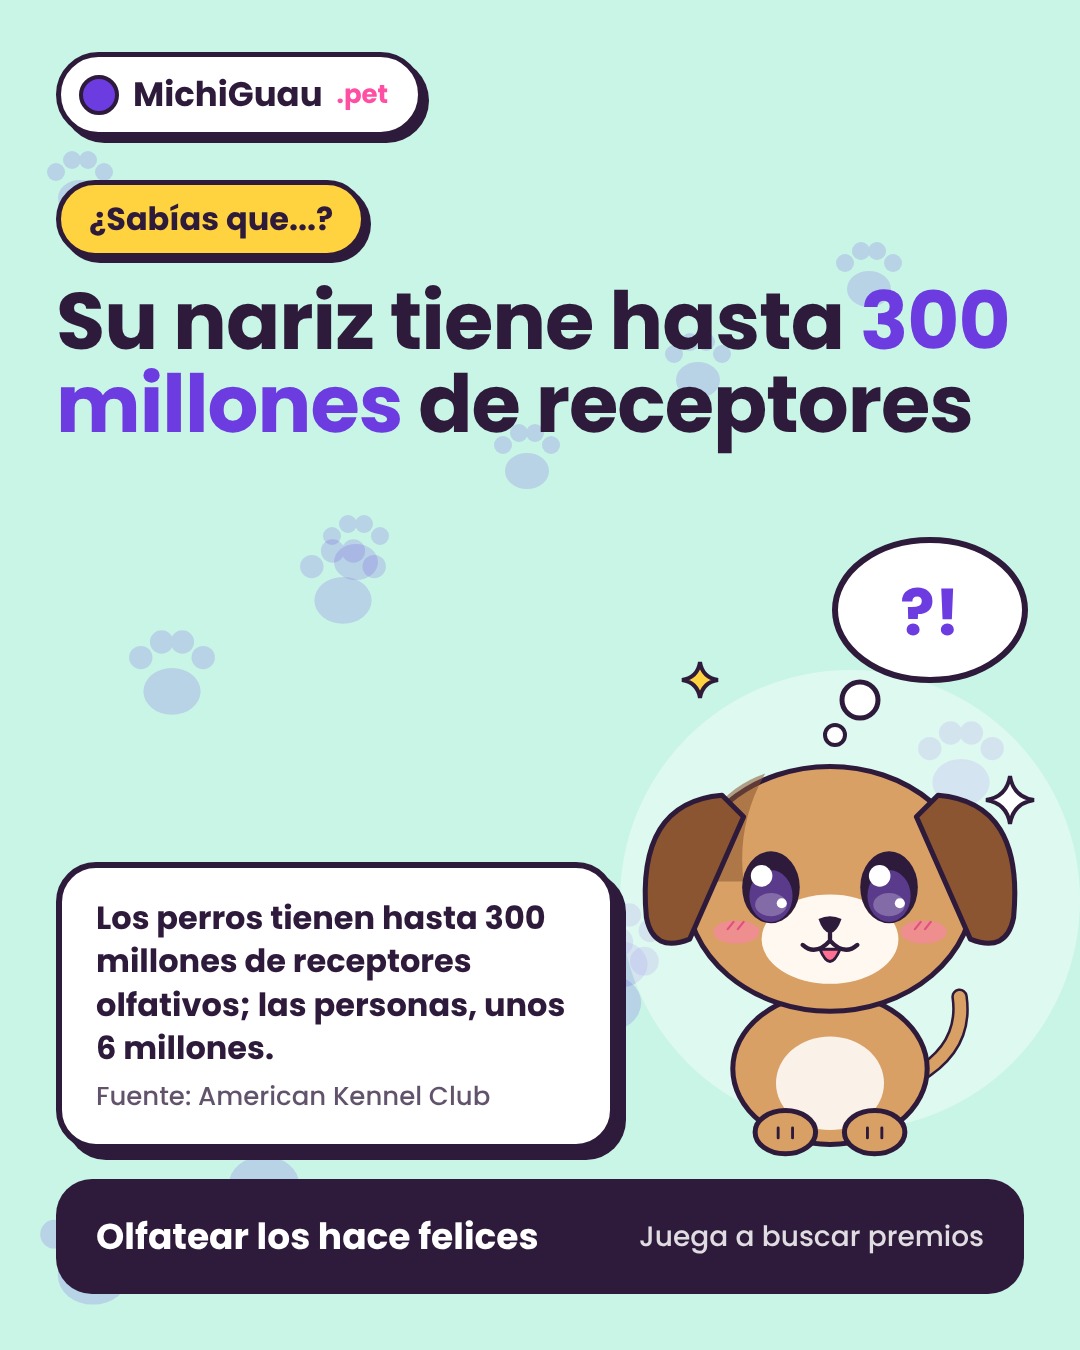 MichiGuau .pet
¿Sabías que...?
Su nariz tiene hasta 300
millones de receptores
?!
Los perros tienen hasta 300
millones de receptores
olfativos; las personas, unos
6 millones.
Fuente: American Kennel Club
Olfatear los hace felices
Juega a buscar premios